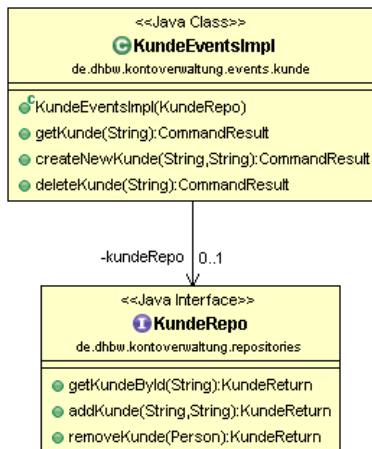 <<Java Class>>
C KundeEventsImpl
de.dhbw.kontoverwaltung.events.kunde
C KundeEventsImpl(KundeRepo)
getKunde(String):CommandResult
createNewKunde(String,String):CommandResult
deleteKunde(String):CommandResult
-kundeRepo 0..1
<<Java Interface>>
I KundeRepo
de.dhbw.kontoverwaltung.repositories
getKundeById(String):KundeReturn
addKunde(String,String):KundeReturn
removeKunde(Person):KundeReturn